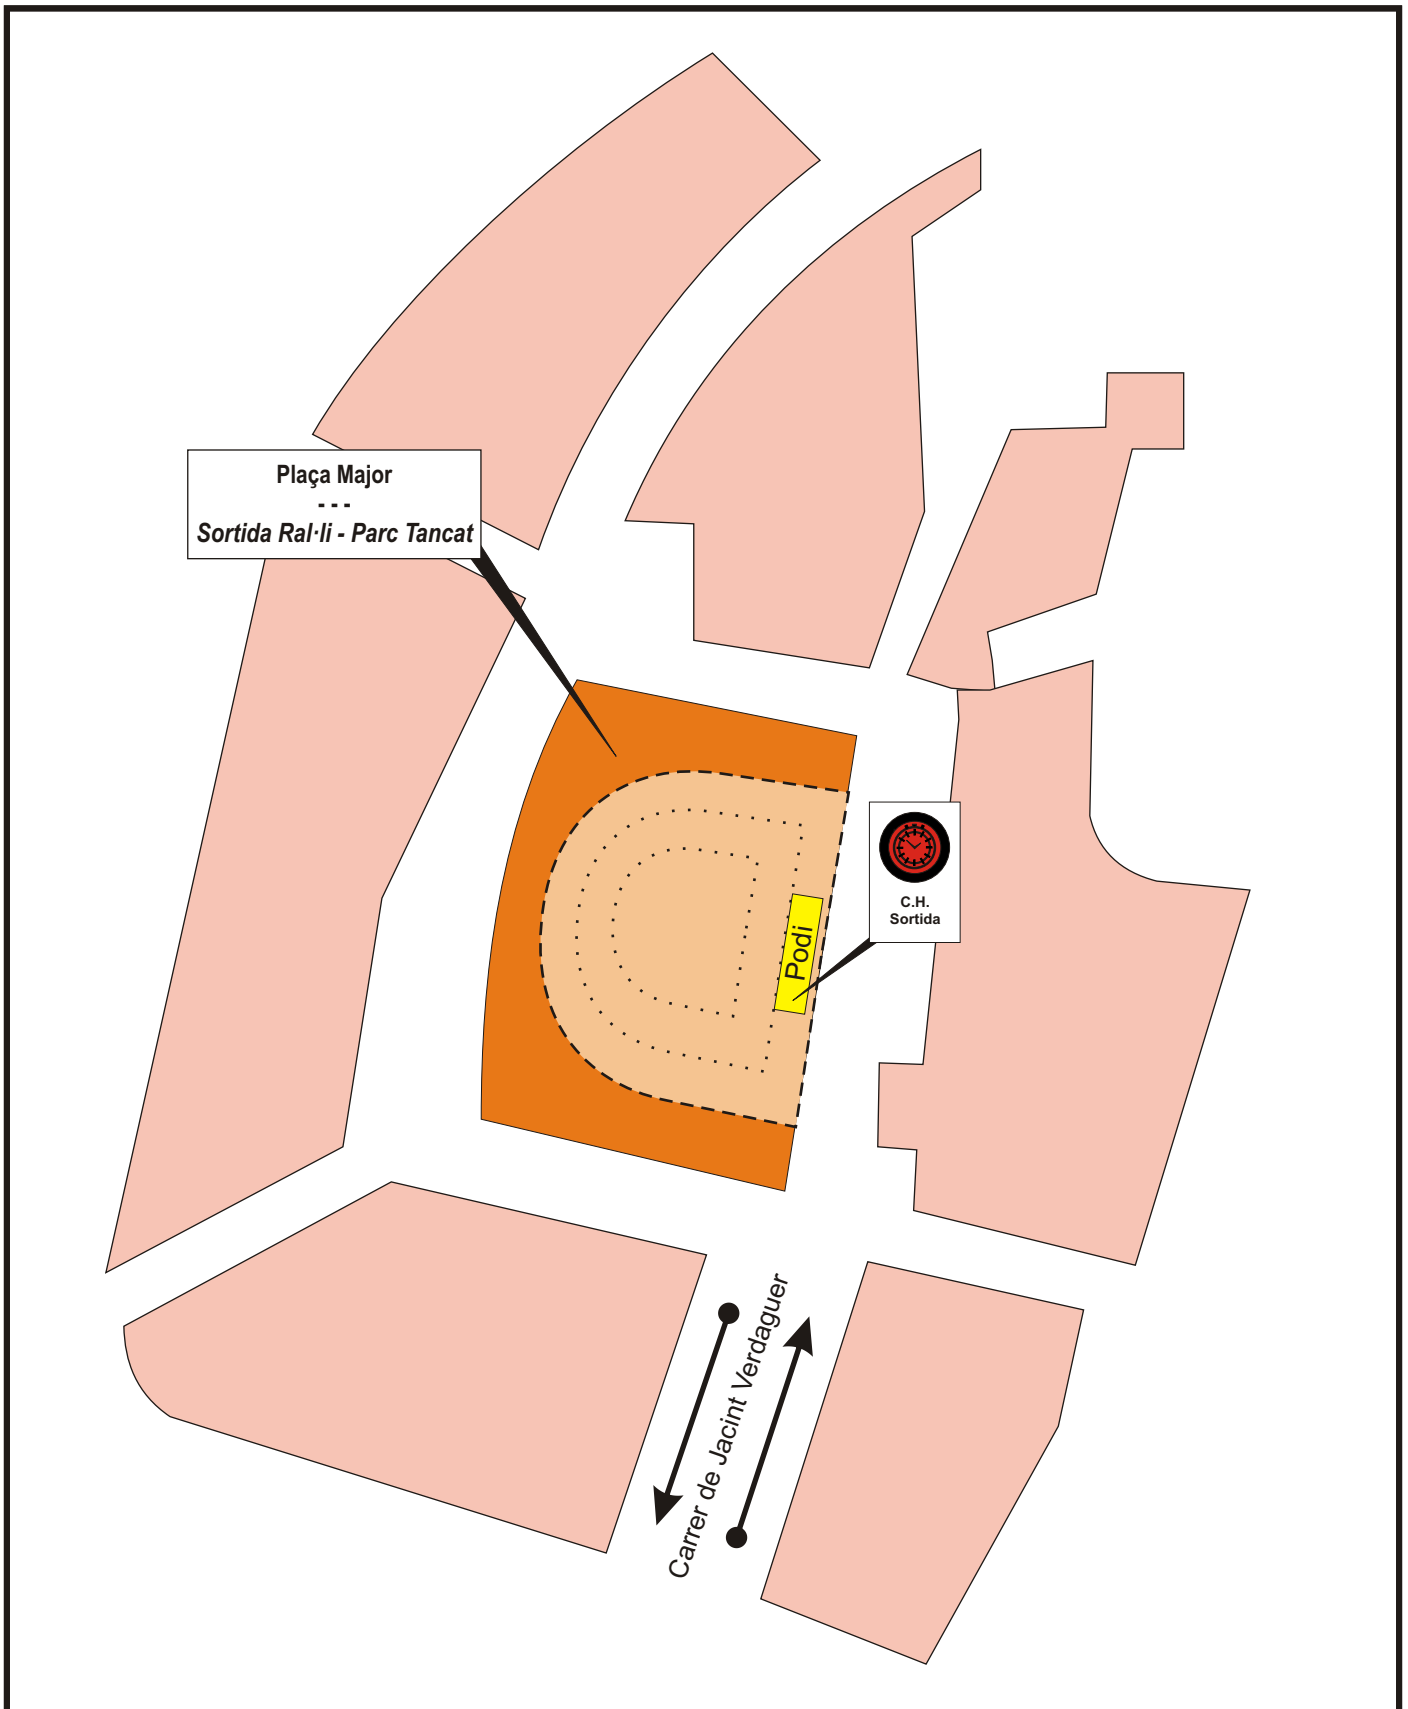 Plaça Major
- - -
Sortida Ral·li - Parc Tancat
C.H.
Sortida
Podi
Carrer de Jacint Verdaguer